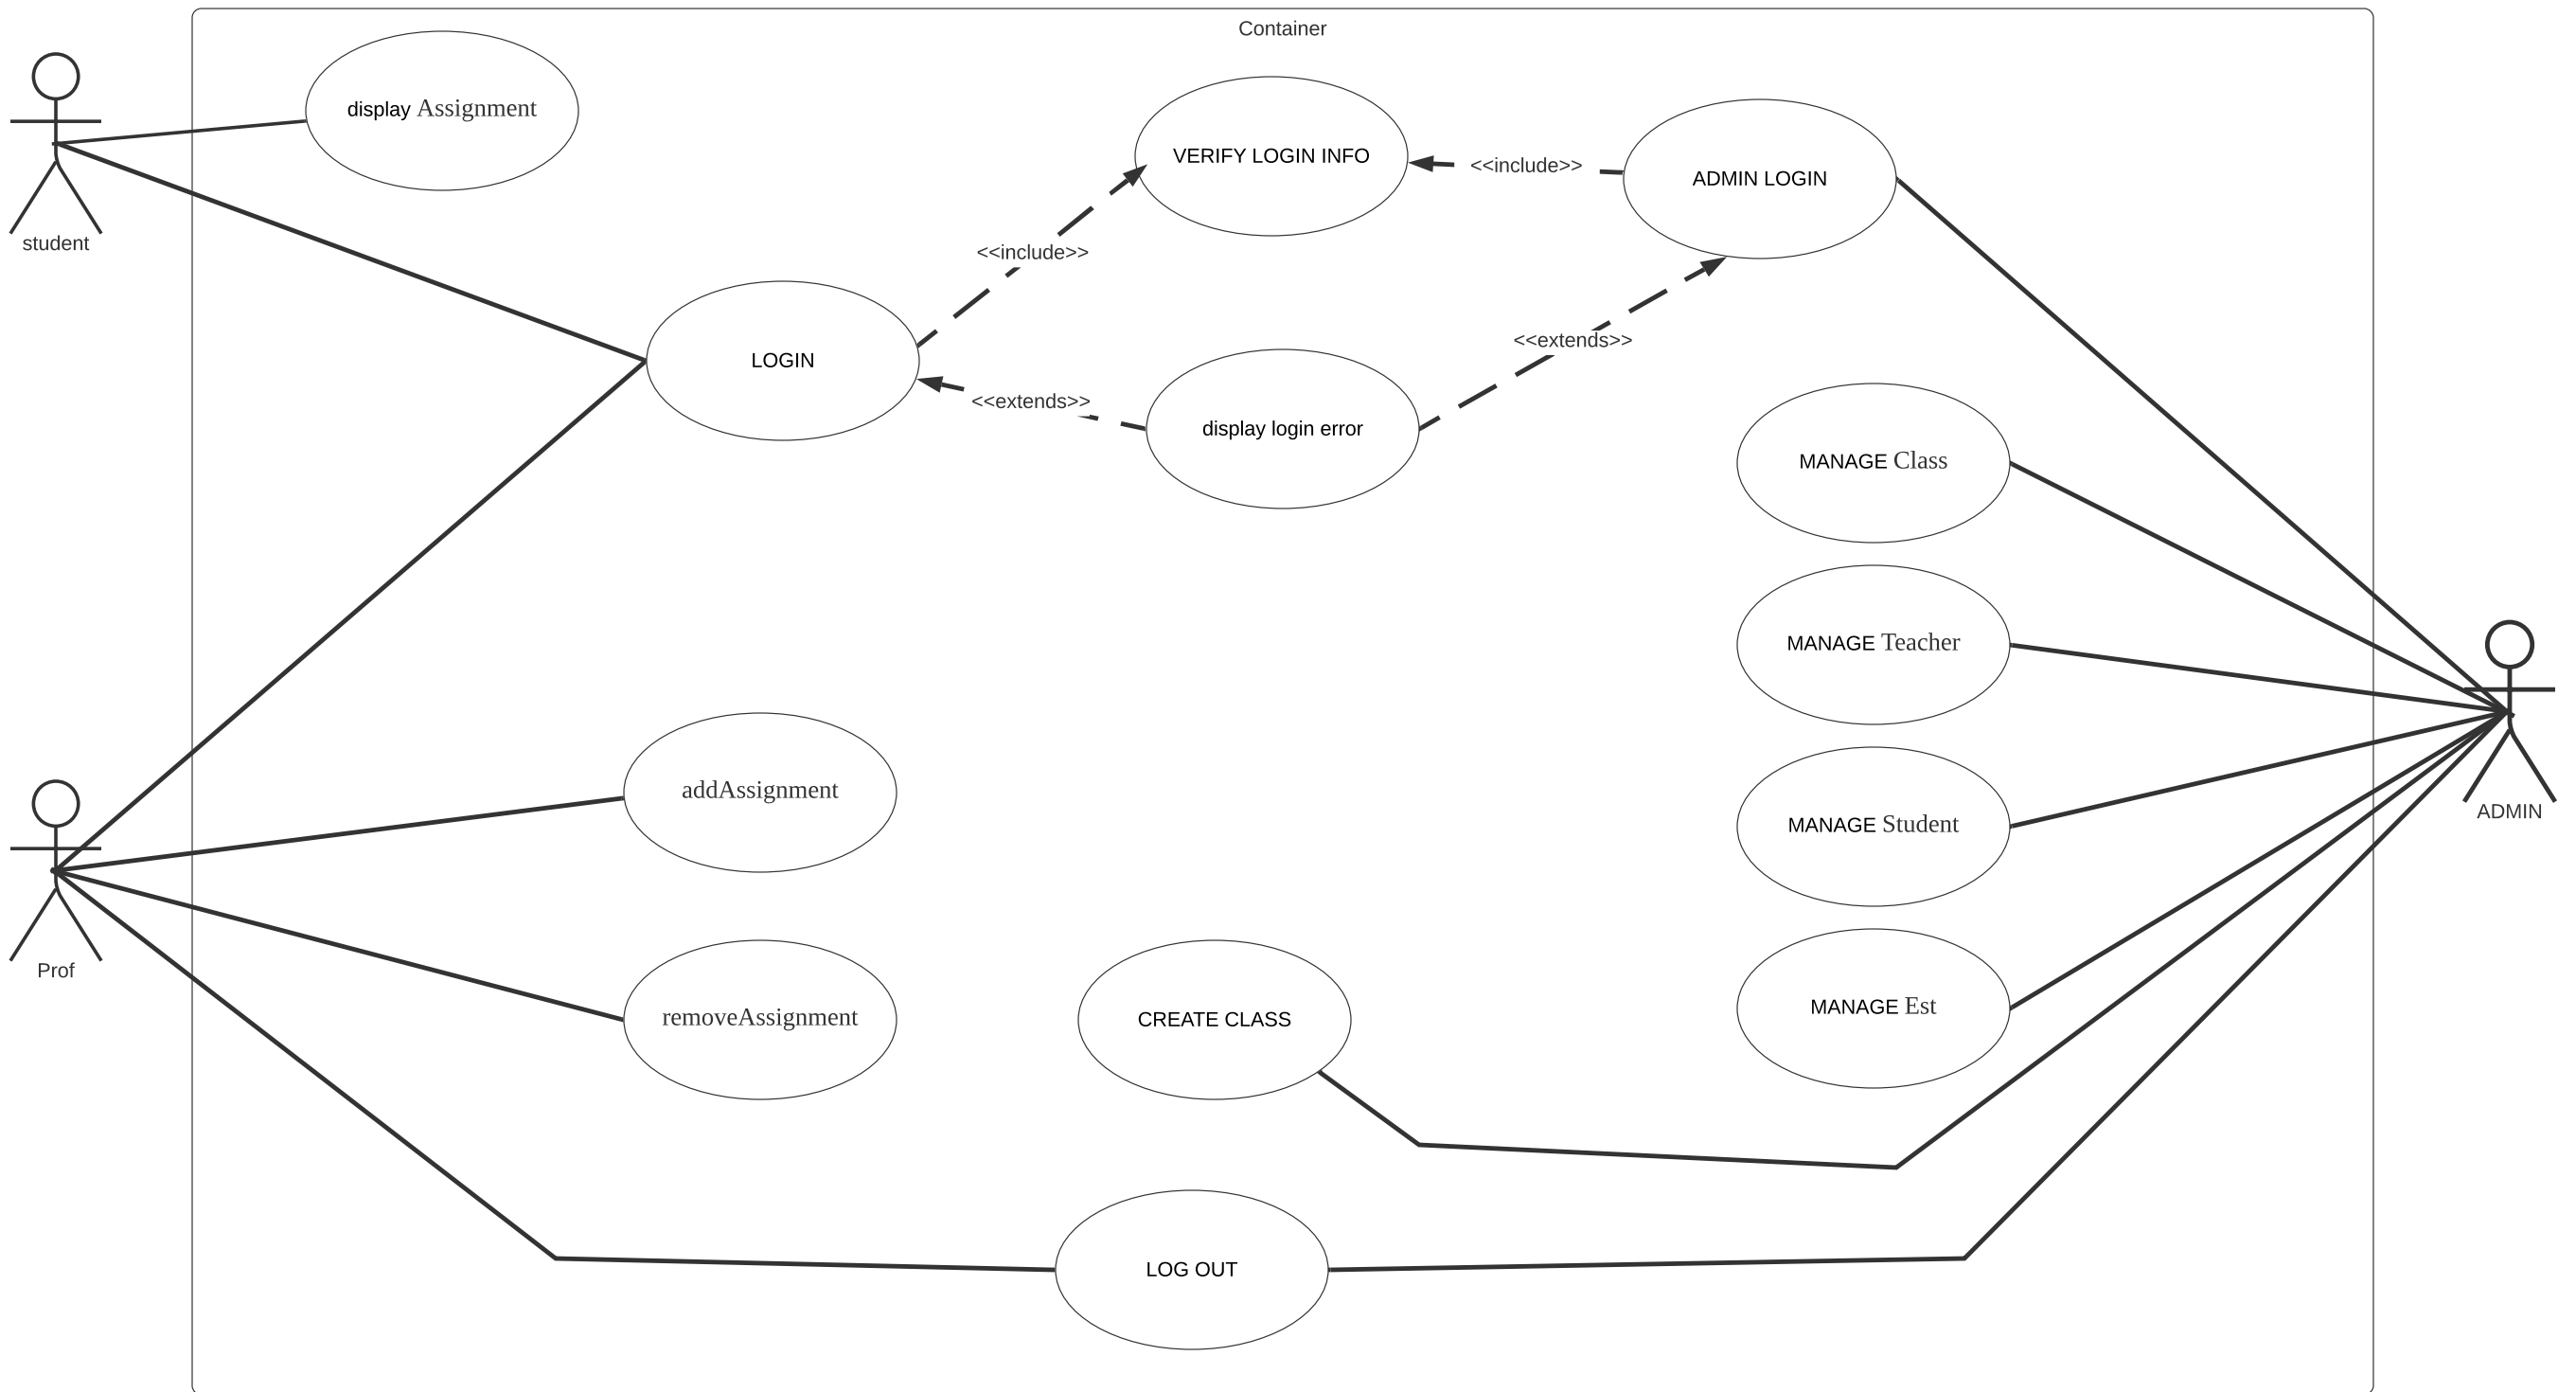 Container
display Assignment
student
VERIFY LOGIN INFO
<<include>>
ADMIN LOGIN
<<include>>
<<extends>>
LOGIN
<<extends>>
display login error
MANAGE Class
MANAGE Teacher
addAssignment
MANAGE Student
ADMIN
Prof
removeAssignment
CREATE CLASS
MANAGE Est
LOG OUT